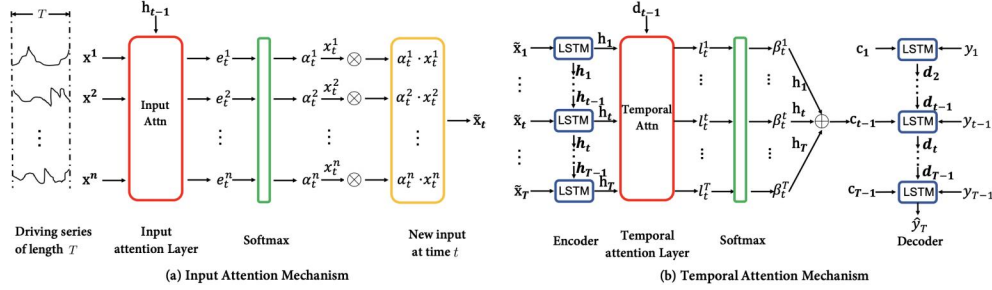 T
h_{t-1}
x^1 e_t^1 α_t^1 x_t^1 ⊗ α_t^1 · x_t^1
x^2 e_t^2 α_t^2 x_t^2 ⊗ α_t^2 · x_t^2
Input
Attn
⋮ ⋮ ⋮ ⋮
x̃_t
x^n e_t^n α_t^n x_t^n ⊗ α_t^n · x_t^n
Driving series
of length T
Input
attention Layer
Softmax
New input
at time t
(a) Input Attention Mechanism
d_{t-1}
x̃_1 LSTM h_1 l_t^1 β_t^1 c_1 LSTM y_1
h_1 h_1 d_2
⋮ ⋮ ⋮ ⋮
h_{t-1} d_{t-1}
Temporal
Attn
x̃_t LSTM h_t l_t^t β_t^t h_t ⊕ c_{t-1} LSTM y_{t-1}
h_t h_T d_t
⋮ ⋮ ⋮ ⋮
h_{T-1} d_{T-1}
x̃_T LSTM h_T l_t^T β_t^T c_{T-1} LSTM y_{T-1}
ŷ_T
Encoder
Temporal
attention Layer
Softmax
Decoder
(b) Temporal Attention Mechanism